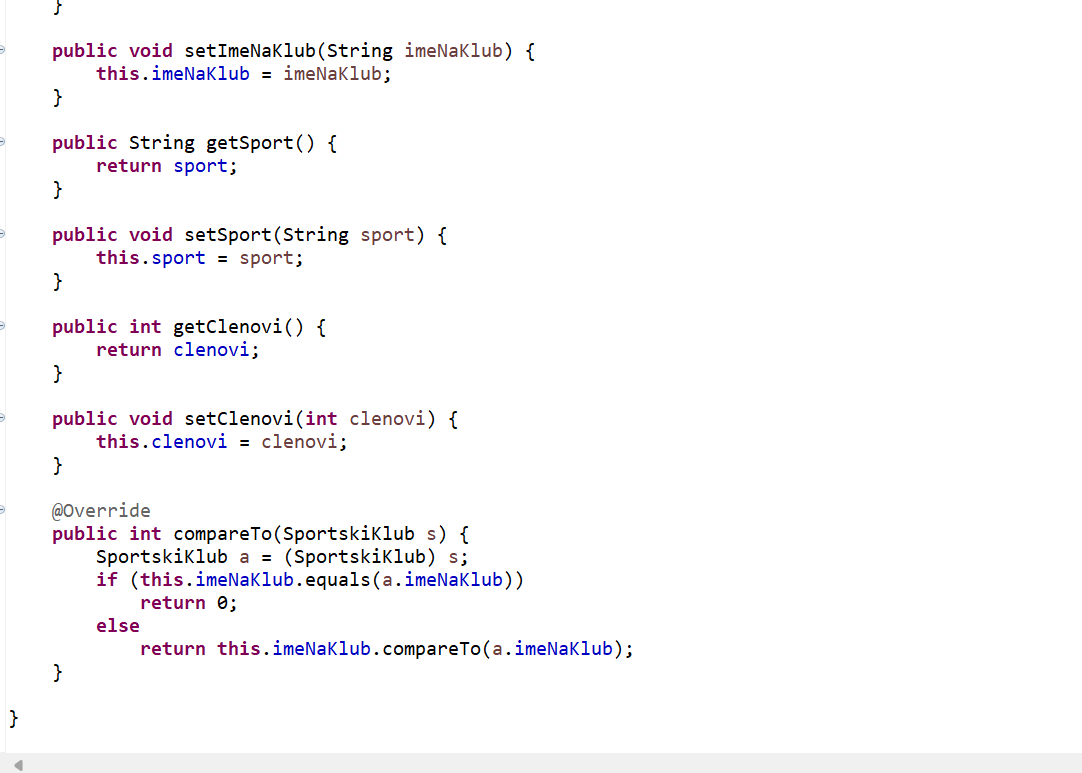 }
public void setImeNaKlub(String imeNaKlub) {
this.imeNaKlub = imeNaKlub;
}
public String getSport() {
return sport;
}
public void setSport(String sport) {
this.sport = sport;
}
public int getClenovi() {
return clenovi;
}
public void setClenovi(int clenovi) {
this.clenovi = clenovi;
}
@Override
public int compareTo(SportskiKlub s) {
SportskiKlub a = (SportskiKlub) s;
if (this.imeNaKlub.equals(a.imeNaKlub))
return 0;
else
return this.imeNaKlub.compareTo(a.imeNaKlub);
}
}